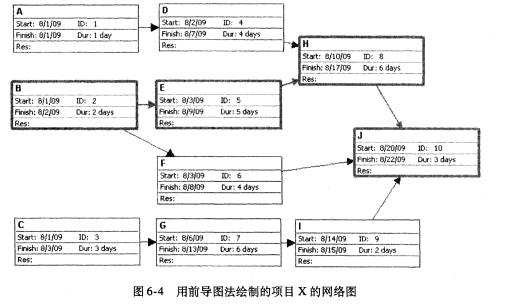 A
Start: 8/1/09 ID: 1
Finish: 8/1/09 Dur: 1 day
Res:
D
Start: 8/2/09 ID: 4
Finish: 8/7/09 Dur: 4 days
Res:
H
Start: 8/10/09 ID: 8
Finish: 8/17/09 Dur: 6 days
Res:
B
Start: 8/1/09 ID: 2
Finish: 8/2/09 Dur: 2 days
Res:
E
Start: 8/3/09 ID: 5
Finish: 8/9/09 Dur: 5 days
Res:
J
Start: 8/20/09 ID: 10
Finish: 8/22/09 Dur: 3 days
Res:
F
Start: 8/3/09 ID: 6
Finish: 8/8/09 Dur: 4 days
Res:
C
Start: 8/1/09 ID: 3
Finish: 8/3/09 Dur: 3 days
Res:
G
Start: 8/6/09 ID: 7
Finish: 8/13/09 Dur: 6 days
Res:
I
Start: 8/14/09 ID: 9
Finish: 8/15/09 Dur: 2 days
Res:
图 6-4 用前导图法绘制的项目 X 的网络图